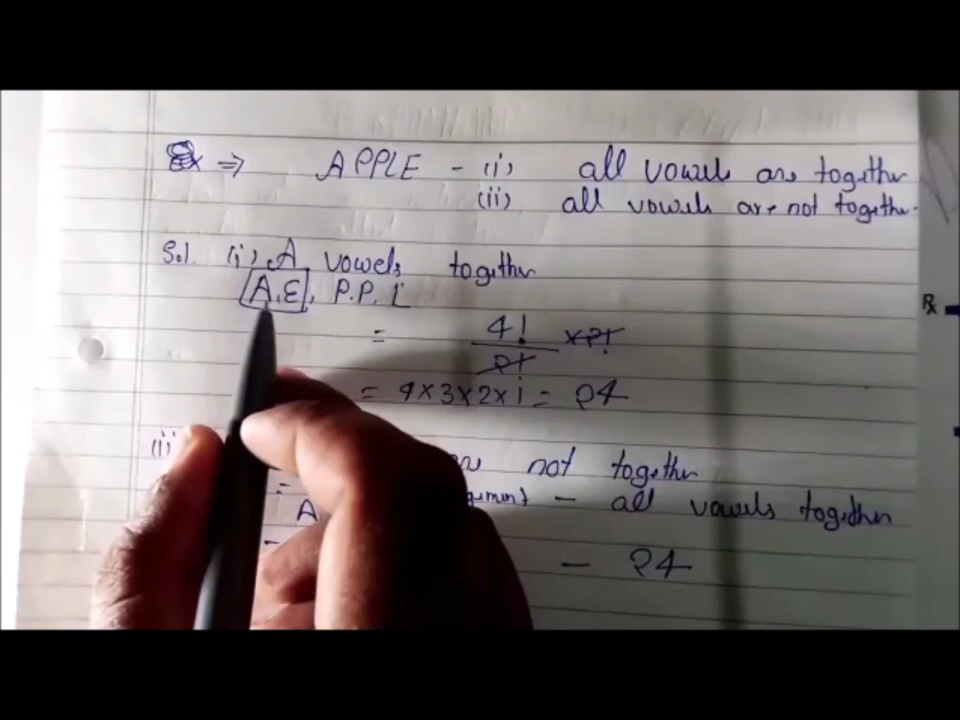 Ex ⇒ APPLE - (i) all vowels are together
(ii) all vowels are not together
Sol. (i) A vowels together
A.E, P.P. L
= 4! / 2! × 2!
= 4×3×2×1 = 24
(ii) not together
= A - all vowels together
- 24